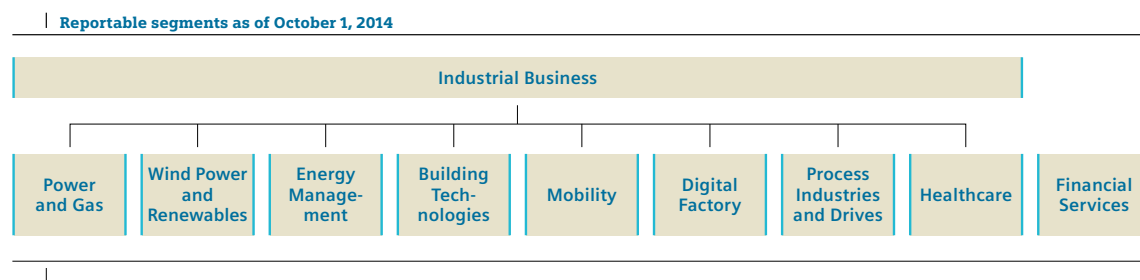 Reportable segments as of October 1, 2014
Industrial Business
Power
and Gas
Wind Power
and
Renewables
Energy
Manage-
ment
Building
Tech-
nologies
Mobility
Digital
Factory
Process
Industries
and Drives
Healthcare
Financial
Services